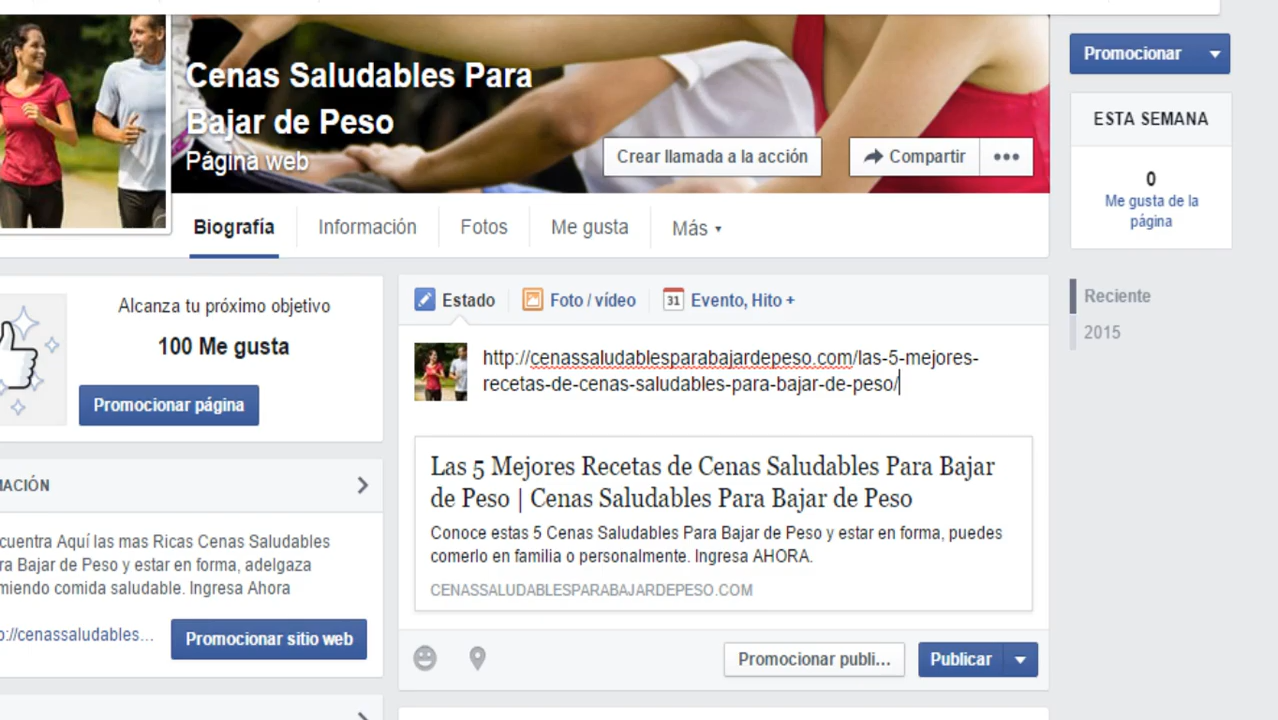 Cenas Saludables Para
Bajar de Peso
Página web
Crear llamada a la acción
Compartir
Promocionar
ESTA SEMANA
0
Me gusta de la
página
Reciente
2015
Biografía
Información
Fotos
Me gusta
Más
Alcanza tu próximo objetivo
100 Me gusta
Promocionar página
MACIÓN
cuentra Aquí las mas Ricas Cenas Saludables
ra Bajar de Peso y estar en forma, adelgaza
miendo comida saludable. Ingresa Ahora
p://cenassaludables...
Promocionar sitio web
Estado
Foto / vídeo
31
Evento, Hito +
http://cenassaludablesparabajardepeso.com/las-5-mejores-
recetas-de-cenas-saludables-para-bajar-de-peso/
Las 5 Mejores Recetas de Cenas Saludables Para Bajar
de Peso | Cenas Saludables Para Bajar de Peso
Conoce estas 5 Cenas Saludables Para Bajar de Peso y estar en forma, puedes
comerlo en familia o personalmente. Ingresa AHORA.
CENASSALUDABLESPARABAJARDEPESO.COM
Promocionar publi...
Publicar